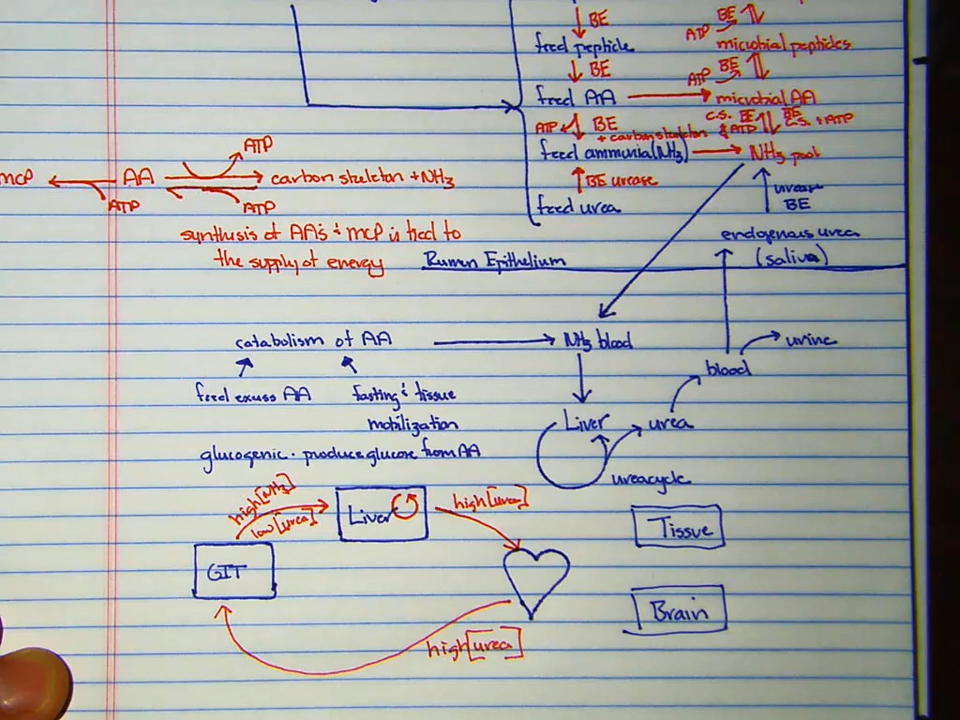 BE
feed peptide
ATP BE
microbial peptides
BE
ATP BE
feed AA
microbial AA
ATP BE
+ carbon skeleton
C.S. BE
& ATP
BE
C.S. + ATP
feed ammonia (NH3)
NH3 pool
BE urease
urease
BE
feed urea
endogenous urea
(saliva)
ATP
mcp AA carbon skeleton + NH3
ATP ATP
synthesis of AA's & mcp is tied to
the supply of energy
Rumen Epithelium
catabolism of AA
NH3 blood
urine
blood
feed excess AA
fasting & tissue
mobilization
Liver urea
glucogenic · produce glucose from AA
ureacycle
high [NH3]
low [urea]
Liver
high [urea]
Tissue
GIT
Brain
high [urea]